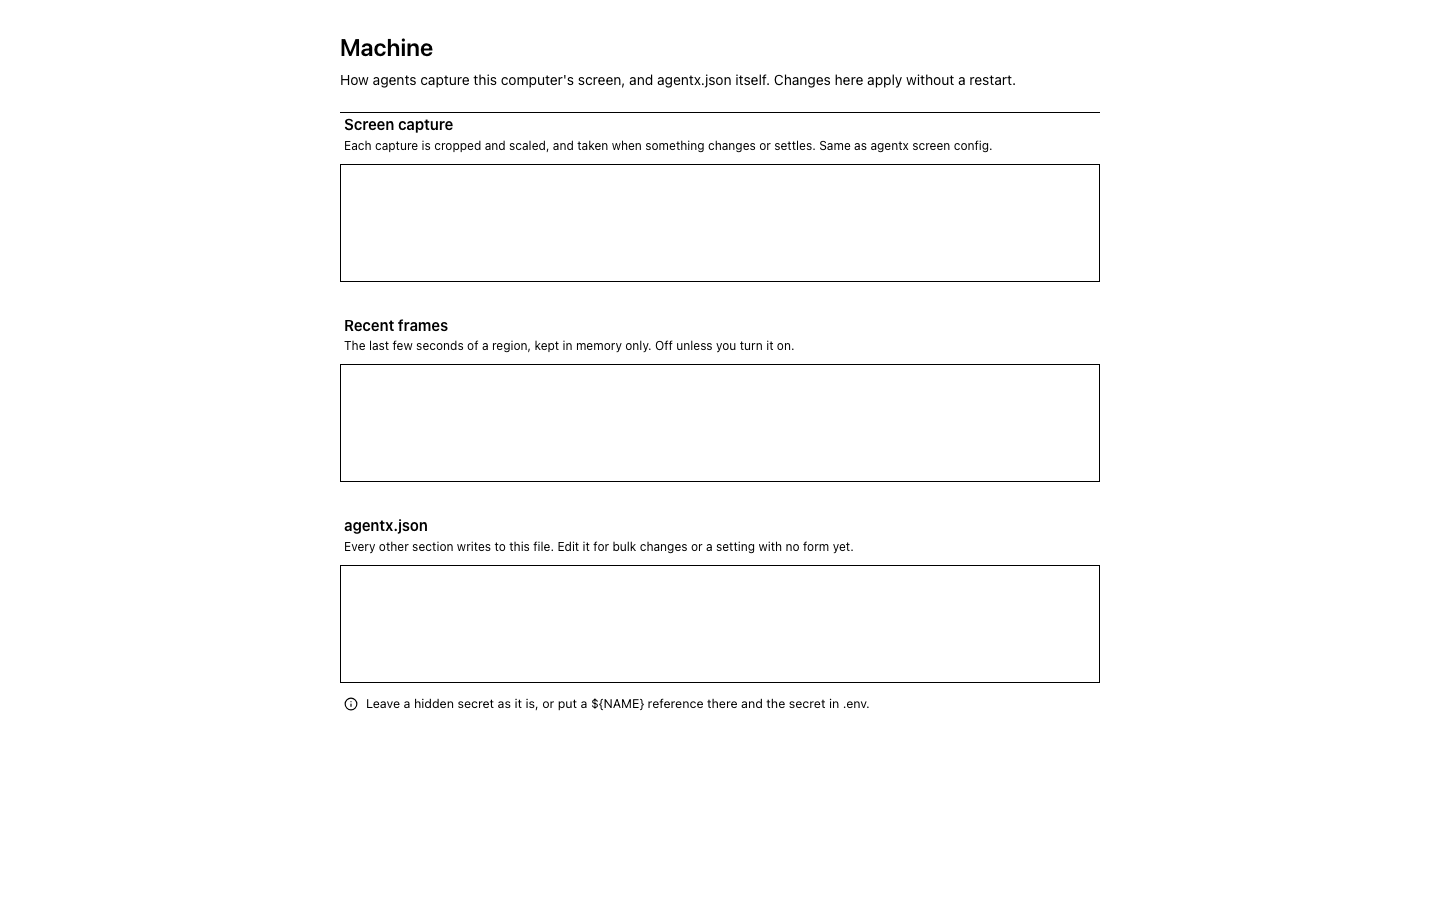 Machine
How agents capture this computer's screen, and agentx.json itself. Changes here apply without a restart.
Screen capture
Each capture is cropped and scaled, and taken when something changes or settles. Same as agentx screen config.
Recent frames
The last few seconds of a region, kept in memory only. Off unless you turn it on.
agentx.json
Every other section writes to this file. Edit it for bulk changes or a setting with no form yet.
Leave a hidden secret as it is, or put a ${NAME} reference there and the secret in .env.